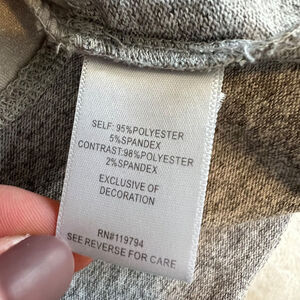 SELF: 95%POLYESTER
5%SPANDEX
CONTRAST:98%POLYESTER
2%SPANDEX
EXCLUSIVE OF
DECORATION
RN#119794
SEE REVERSE FOR CARE